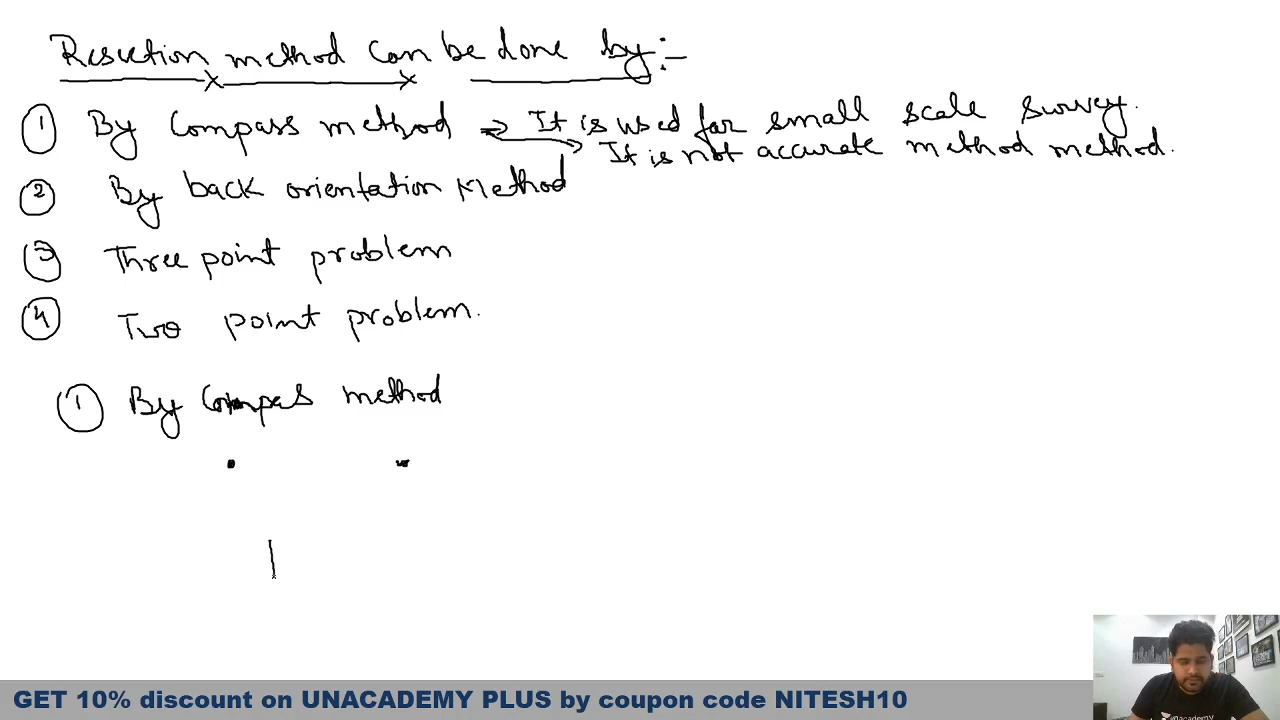 Resection method can be done by:-
① By Compass method → It is used for small scale survey.
→ It is not accurate method method.
② By back orientation Method
③ Three point problem
④ Two point problem.
① By Compas method
GET 10% discount on UNACADEMY PLUS by coupon code NITESH10
unacademy